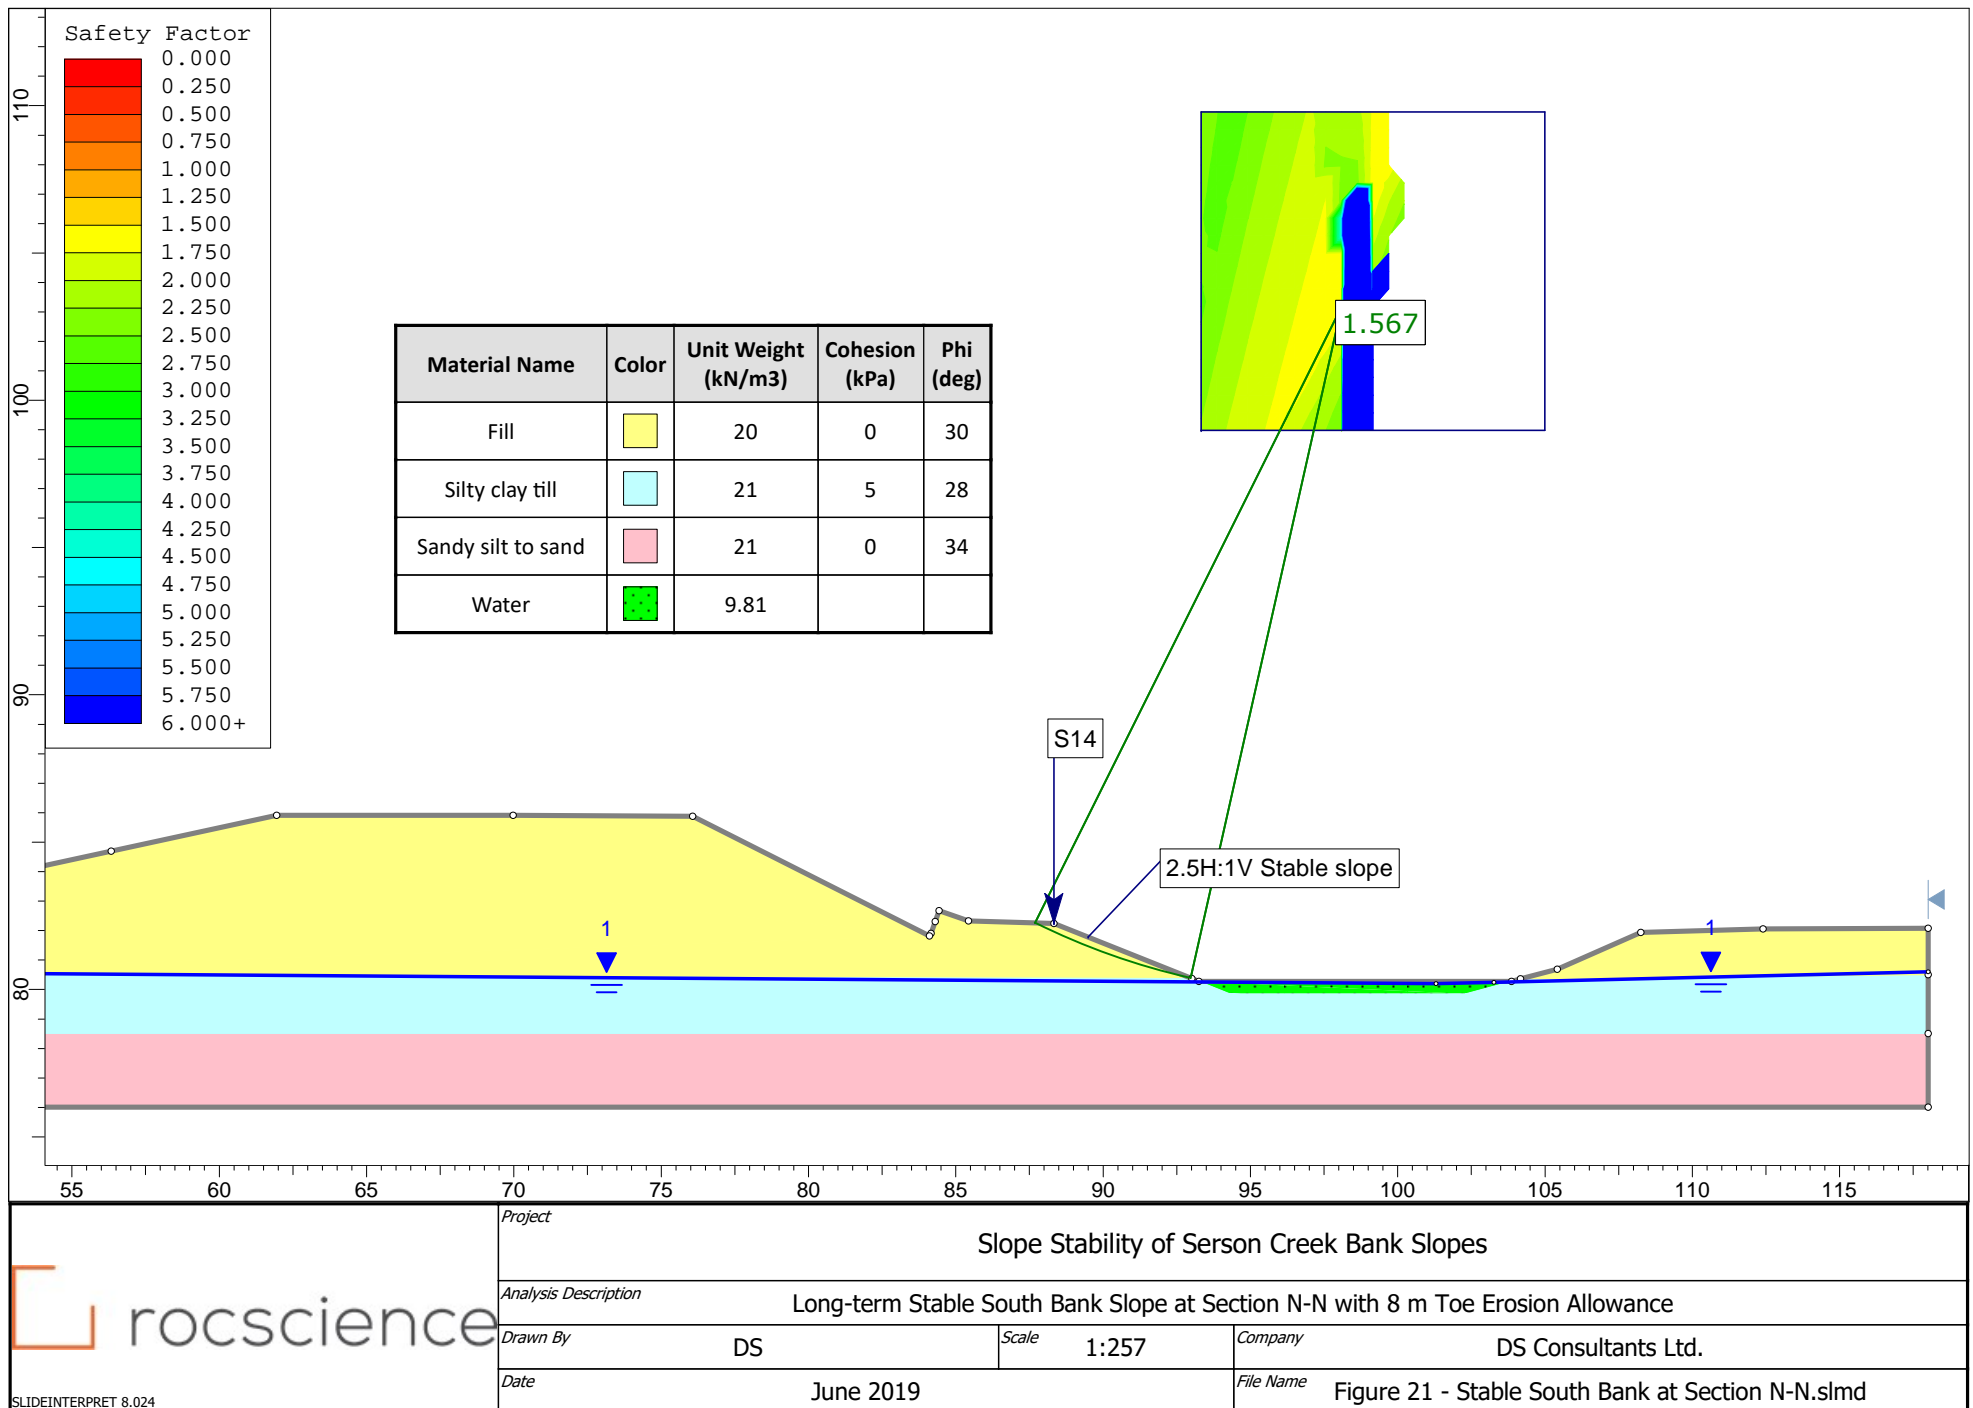 Safety Factor
0.000
0.250
0.500
0.750
1.000
1.250
1.500
1.750
2.000
2.250
2.500
2.750
3.000
3.250
3.500
3.750
4.000
4.250
4.500
4.750
5.000
5.250
5.500
5.750
6.000+
110
100
90
80
Material Name Color Unit Weight (kN/m3) Cohesion (kPa) Phi (deg)
Fill 20 0 30
Silty clay till 21 5 28
Sandy silt to sand 21 0 34
Water 9.81
1.567
S14
2.5H:1V Stable slope
1
1
55 60 65 70 75 80 85 90 95 100 105 110 115
rocscience
SLIDEINTERPRET 8.024
Project
Slope Stability of Serson Creek Bank Slopes
Analysis Description
Long-term Stable South Bank Slope at Section N-N with 8 m Toe Erosion Allowance
Drawn By DS Scale 1:257 Company DS Consultants Ltd.
Date June 2019 File Name Figure 21 - Stable South Bank at Section N-N.slmd